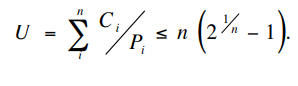 U = ∑ᵢⁿ Cᵢ/Pᵢ ≤ n (2^{1/n} − 1).